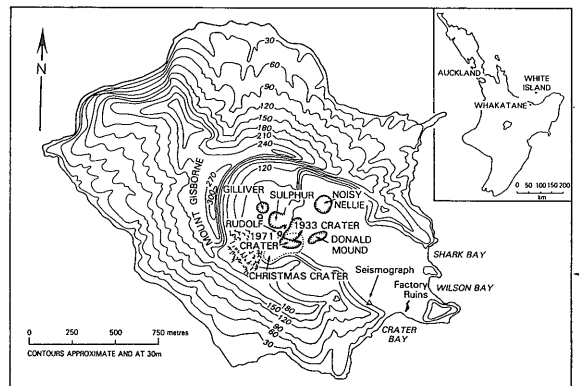 N
30
60
90
120
150
180
210
240
120
270
300
MOUNT GISBORNE
GILLIVER
SULPHUR
NOISY
NELLIE
RUDOLF
1933 CRATER
1971
CRATER
DONALD
MOUND
CHRISTMAS CRATER
Seismograph
Factory
Ruins
SHARK BAY
WILSON BAY
CRATER
BAY
180
150
120
90
60
30
0 250 500 750 metres
CONTOURS APPROXIMATE AND AT 30m
AUCKLAND
WHITE
ISLAND
WHAKATANE
0 50 100 150 200
km